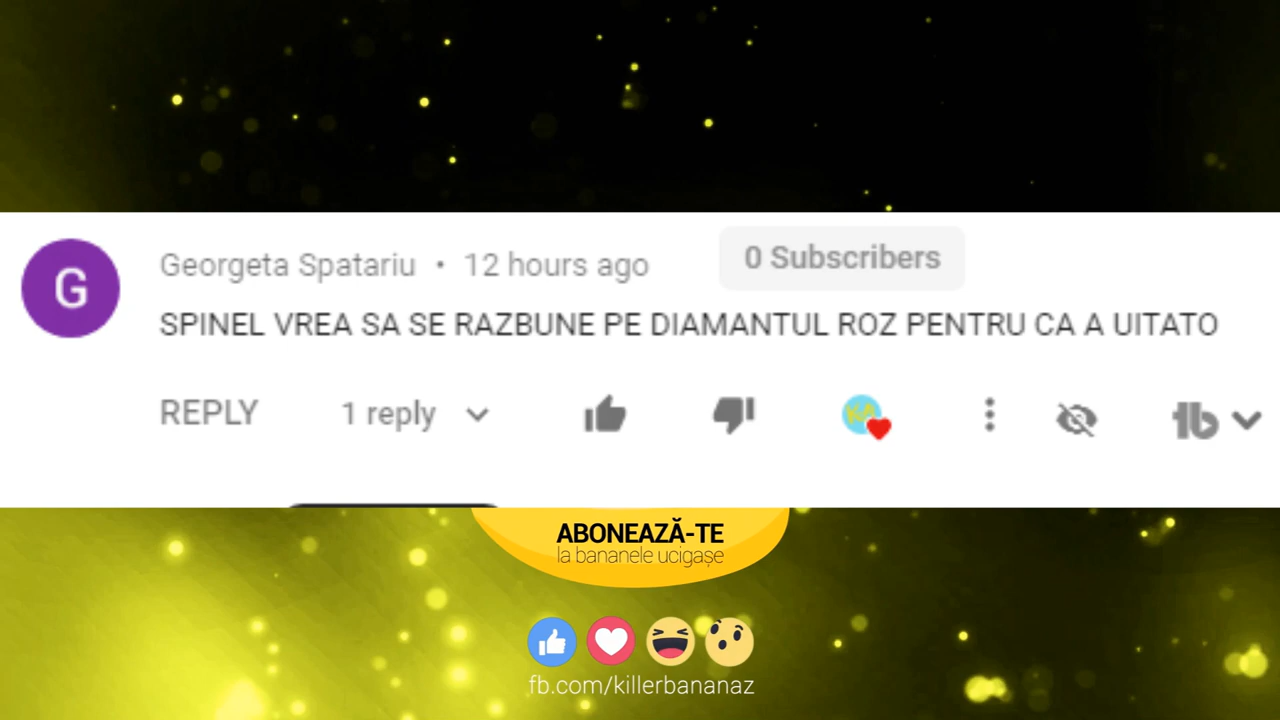 G
Georgeta Spatariu • 12 hours ago
0 Subscribers
SPINEL VREA SA SE RAZBUNE PE DIAMANTUL ROZ PENTRU CA A UITATO
REPLY 1 reply
ABONEAZĂ-TE
la bananele ucigașe
fb.com/killerbananaz